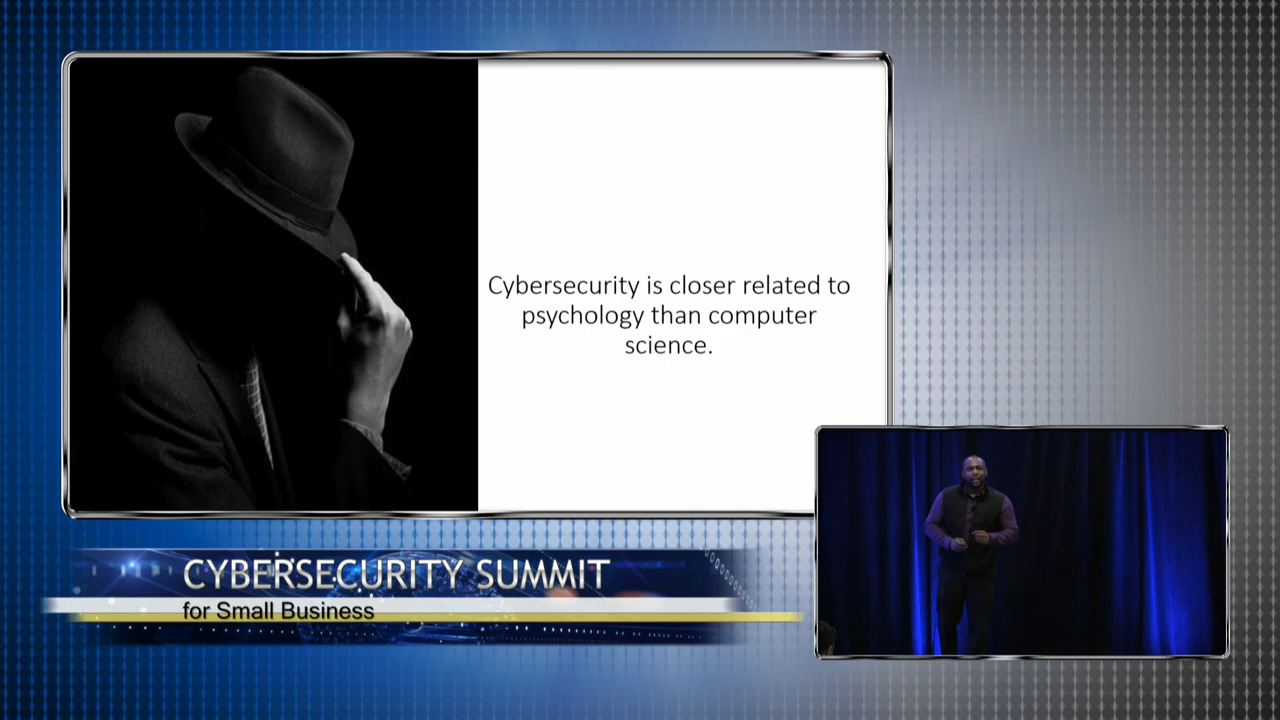 Cybersecurity is closer related to
psychology than computer
science.
CYBERSECURITY SUMMIT
for Small Business